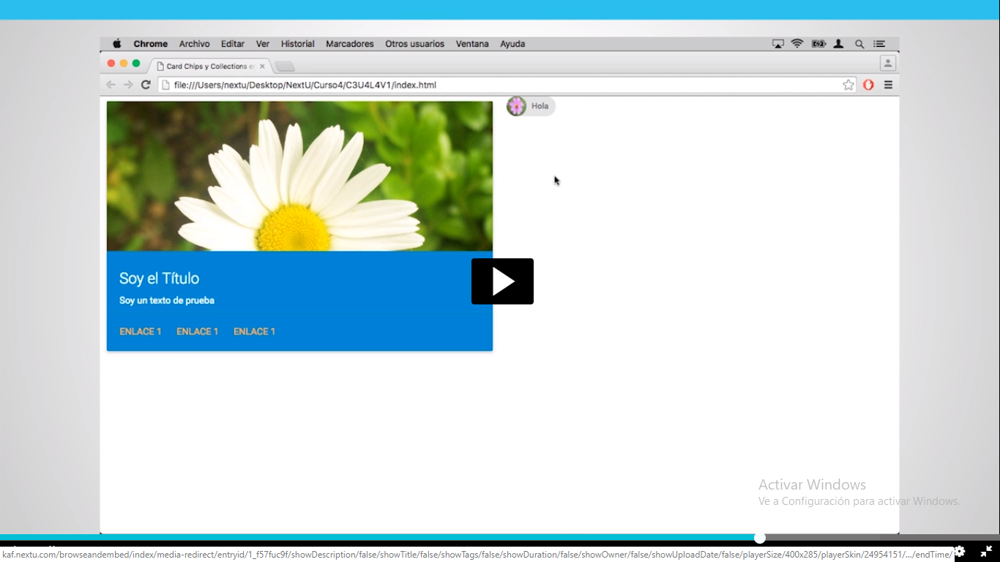 Chrome Archivo Editar Ver Historial Marcadores Otros usuarios Ventana Ayuda
Card Chips y Collections
file:///Users/nextu/Desktop/NextU/Curso4/C3U4L4V1/index.html
Hola
Soy el Título
Soy un texto de prueba
ENLACE 1 ENLACE 1 ENLACE 1
Activar Windows
Ve a Configuración para activar Windows.
kaf.nextu.com/browseandembed/index/media-redirect/entryid/1_f57fuc9f/showDescription/false/showTitle/false/showTags/false/showDuration/false/showOwner/false/showUploadDate/false/playerSize/400x285/playerSkin/24954151/.../endTime/